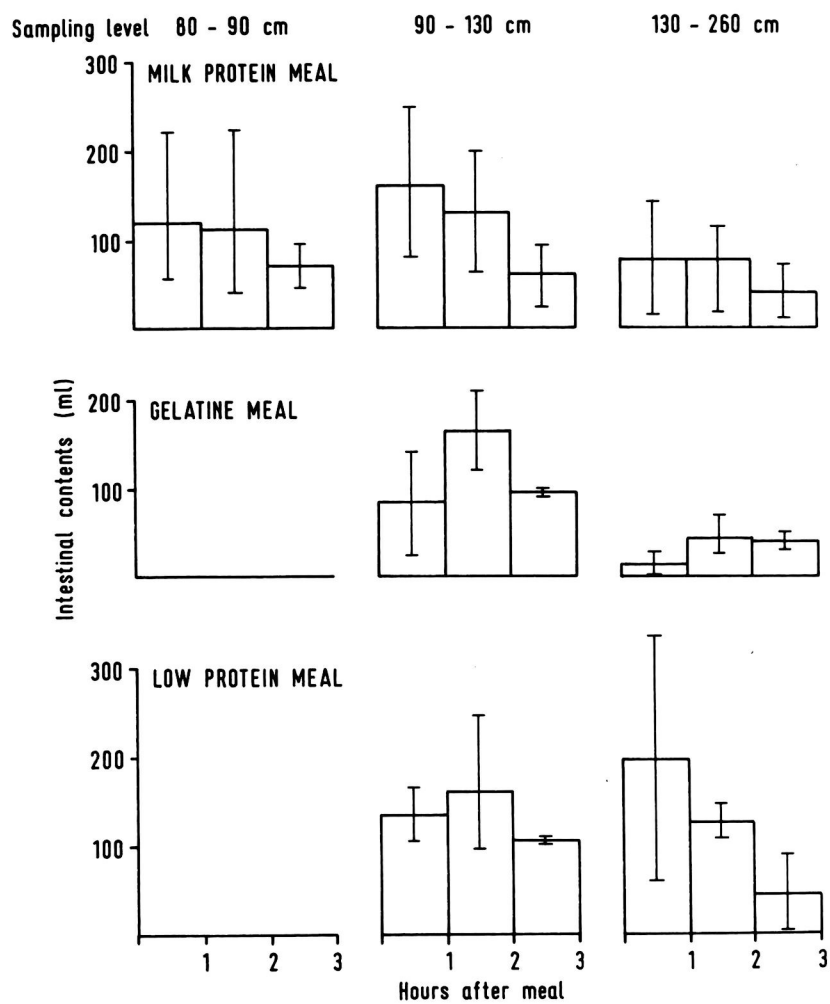 Sampling level 80 - 90 cm 90 - 130 cm 130 - 260 cm
300
MILK PROTEIN MEAL
200
100
Intestinal contents (ml)
200
GELATINE MEAL
100
300
LOW PROTEIN MEAL
200
100
1 2 3 1 2 3 1 2 3
Hours after meal